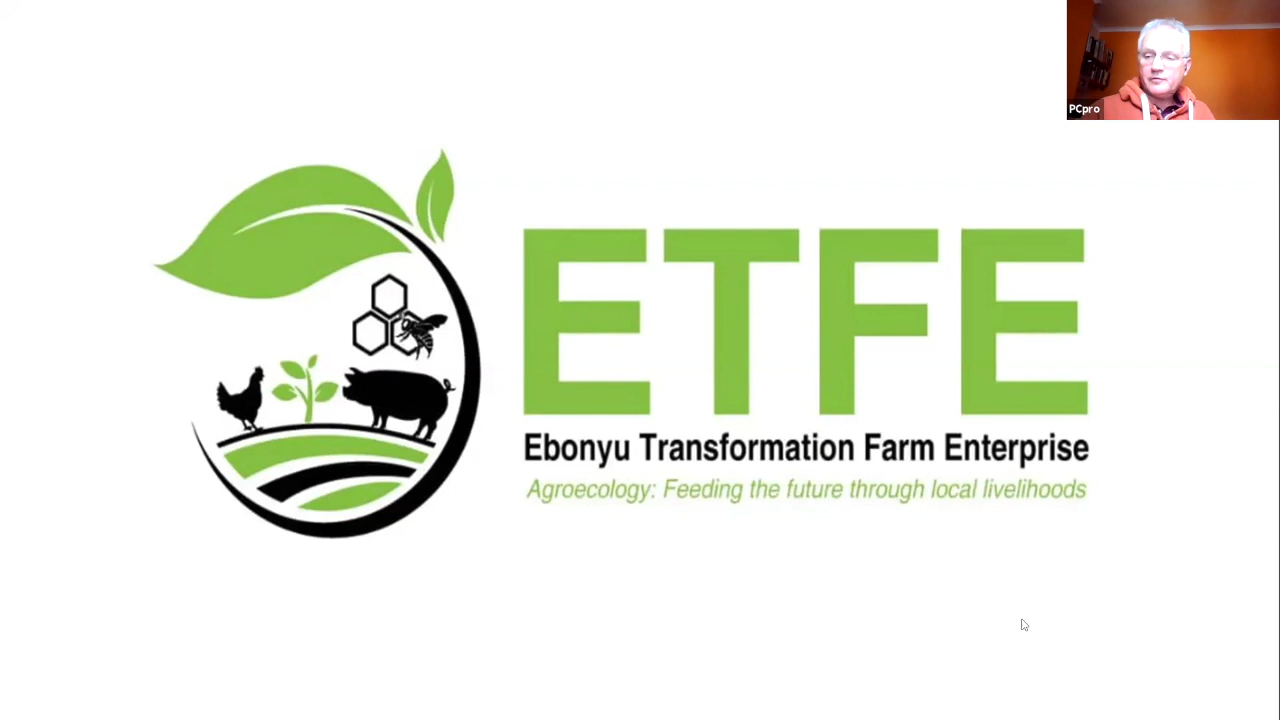 PCpro
ETFE
Ebonyu Transformation Farm Enterprise
Agroecology: Feeding the future through local livelihoods